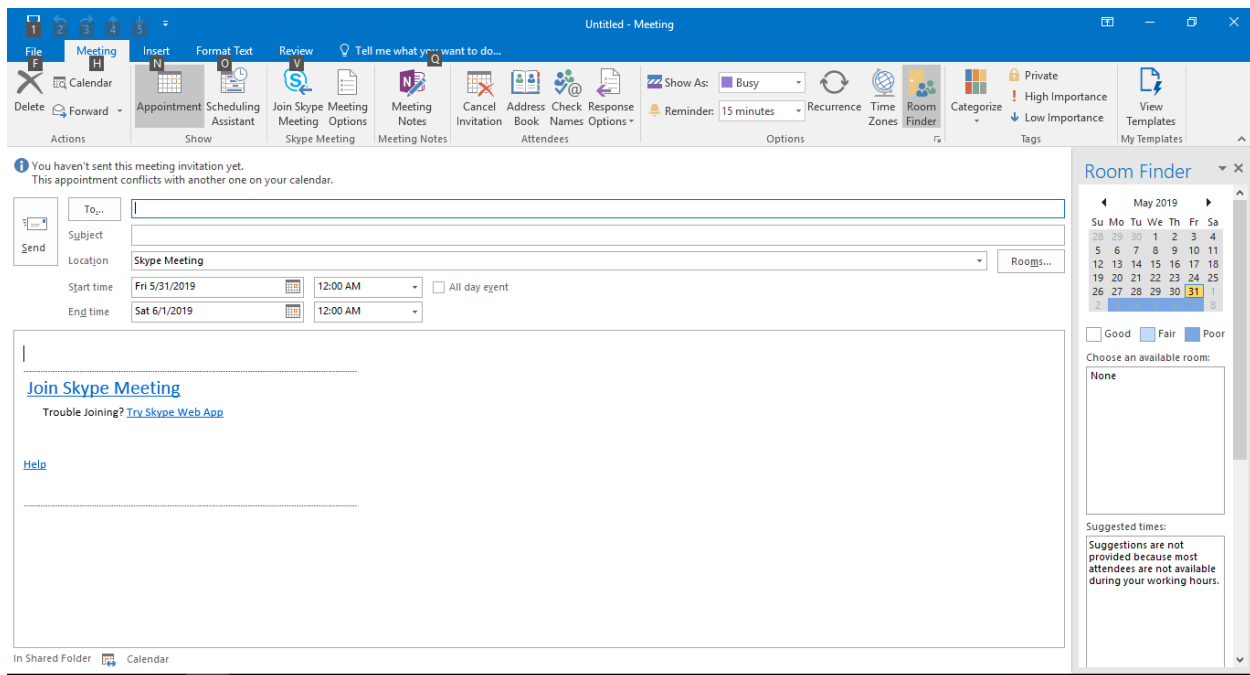 1 2 3 4 5
Untitled - Meeting
File Meeting Insert Format Text Review Tell me what you want to do...
F H N O V Q
Delete
Calendar
Forward
Actions
Appointment
Scheduling
Assistant
Show
Join Skype
Meeting
Meeting
Options
Skype Meeting
Meeting
Notes
Meeting Notes
Cancel
Invitation
Address
Book
Check
Names
Response
Options
Attendees
Show As: Busy
Reminder: 15 minutes
Recurrence
Time
Zones
Room
Finder
Options
Categorize
Private
High Importance
Low Importance
Tags
View
Templates
My Templates
You haven't sent this meeting invitation yet.
This appointment conflicts with another one on your calendar.
Send
To...
Subject
Location Skype Meeting Rooms...
Start time Fri 5/31/2019 12:00 AM All day event
End time Sat 6/1/2019 12:00 AM
Join Skype Meeting
Trouble Joining? Try Skype Web App
Help
In Shared Folder Calendar
Room Finder
May 2019
Su Mo Tu We Th Fr Sa
28 29 30 1 2 3 4
5 6 7 8 9 10 11
12 13 14 15 16 17 18
19 20 21 22 23 24 25
26 27 28 29 30 31 1
2 3 4 5 6 7 8
Good Fair Poor
Choose an available room:
None
Suggested times:
Suggestions are not
provided because most
attendees are not available
during your working hours.